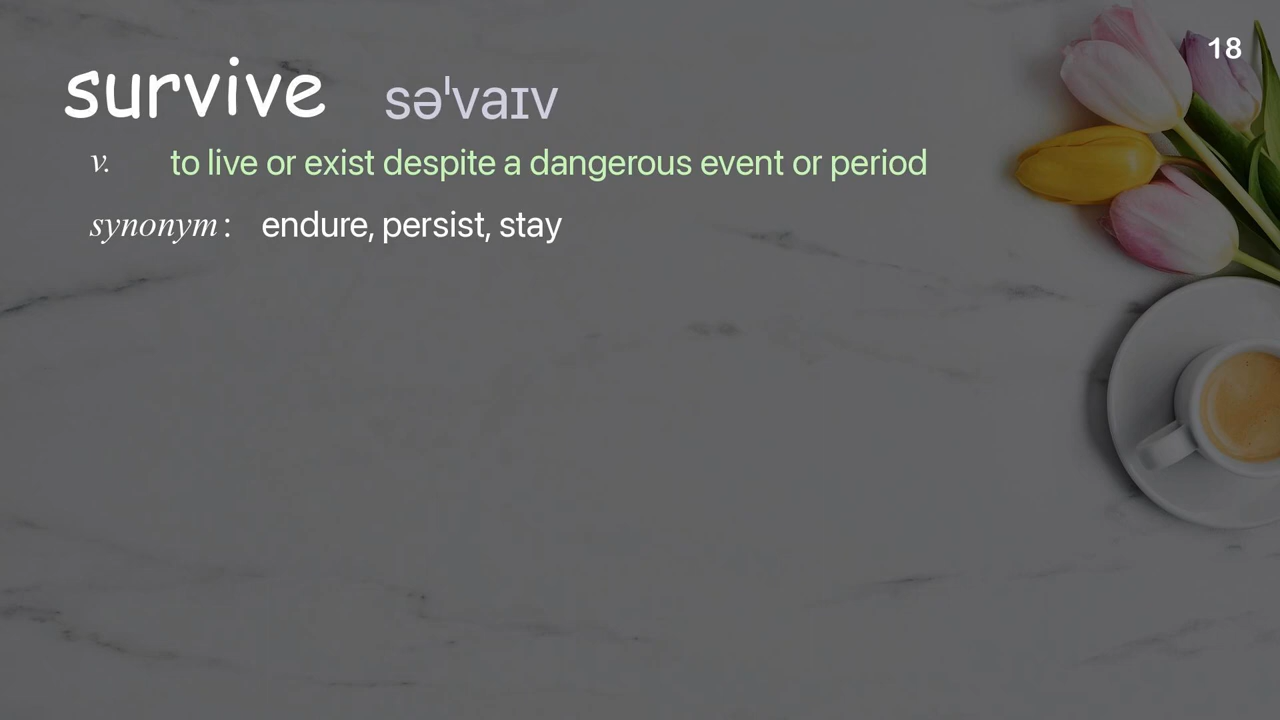 18
survive səˈvaɪv
v. to live or exist despite a dangerous event or period
synonym: endure, persist, stay